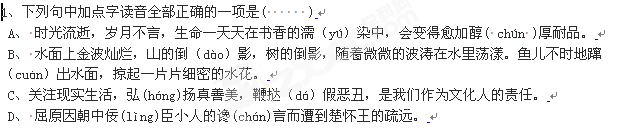 1、下列句中加点字读音全部正确的一项是(······)
A、·时光流逝，岁月不言，生命一天天在书香的濡（yú）染中，会变得愈加醇(·chún·)厚耐品。
B、·水面上金波灿烂，山的倒（dào）影，树的倒影，随着微微的波涛在水里荡漾。鱼儿不时地蹿
（cuán）出水面，掠起一片片细密的水花。
C、关注现实生活，弘(hóng)扬真善美，鞭挞（dá）假恶丑，是我们作为文化人的责任。
D、·屈原因朝中佞(lìng)臣小人的谗(chán)言而遭到楚怀王的疏远。